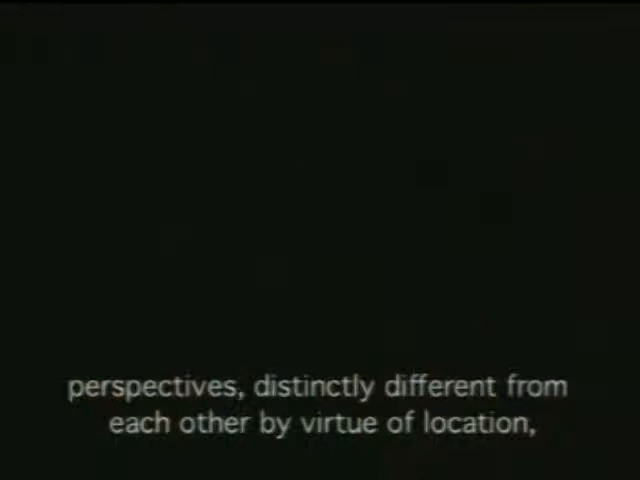 perspectives, distinctly different from
each other by virtue of location,